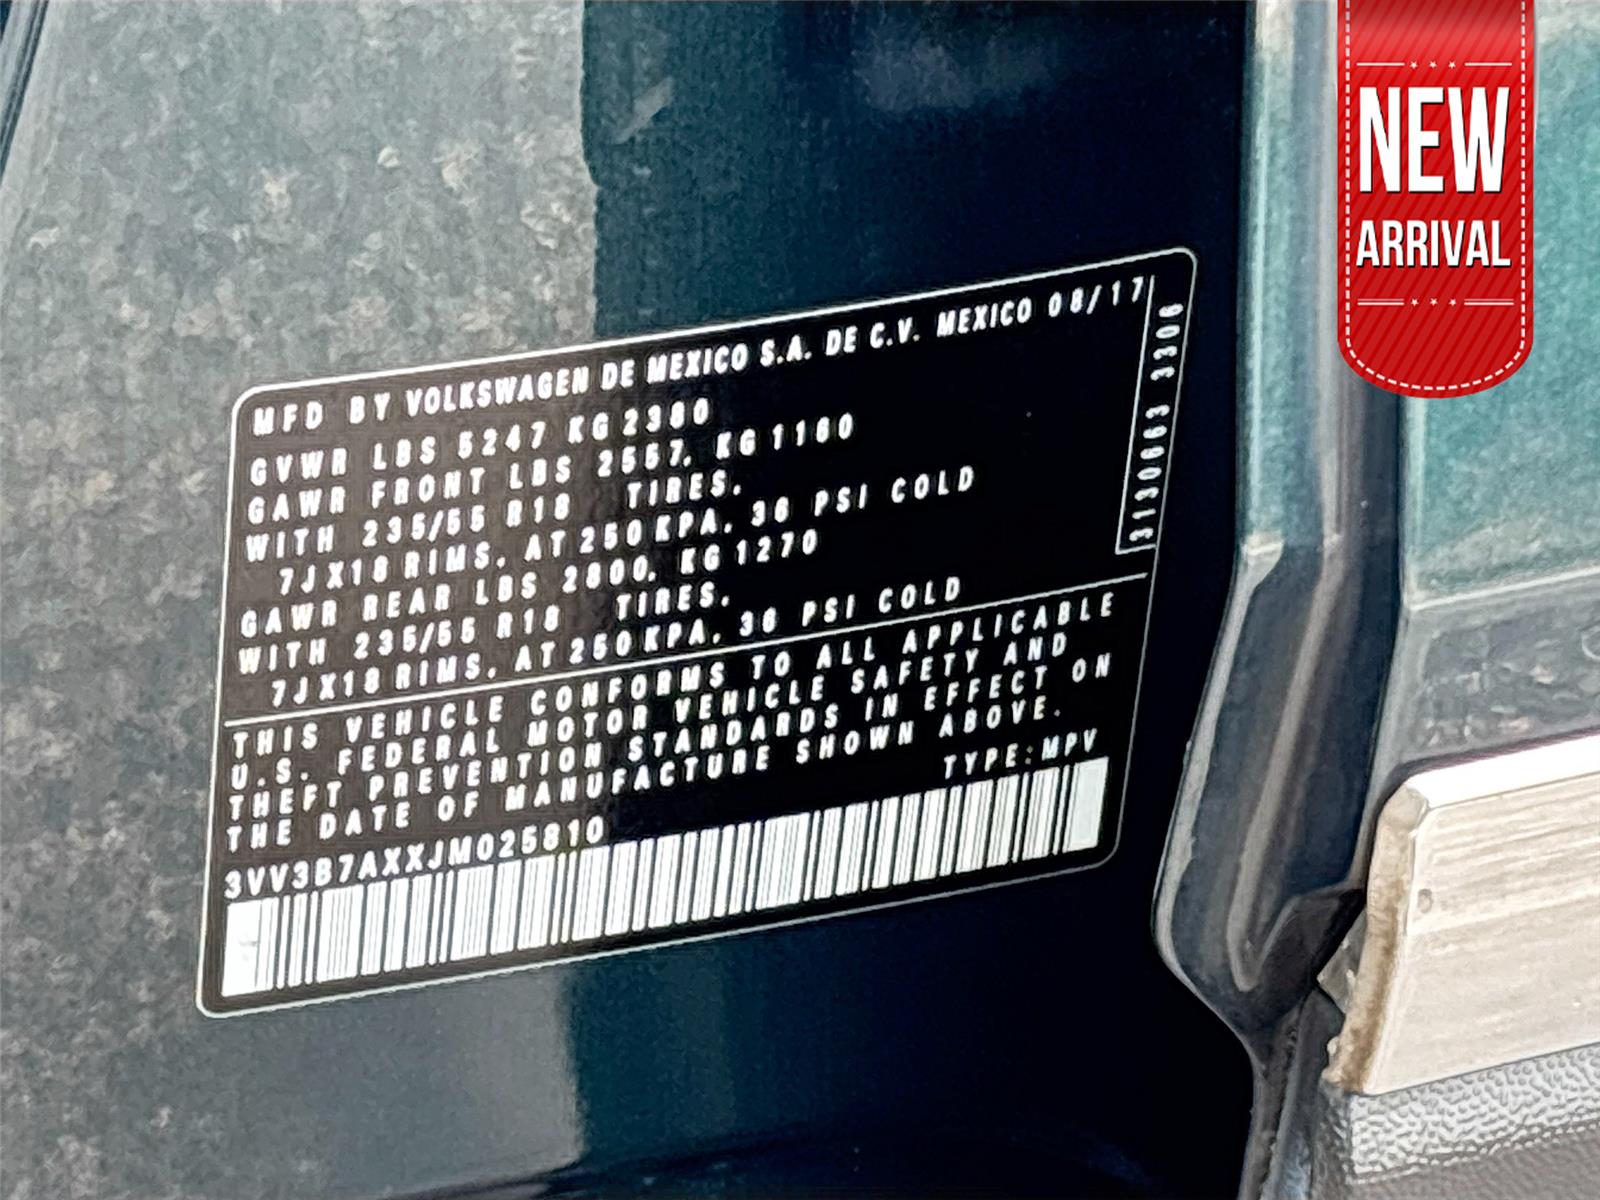 MFD BY VOLKSWAGEN DE MEXICO S.A. DE C.V. MEXICO 08/17
GVWR LBS 5247 KG 2380
GAWR FRONT LBS 2557, KG 1160
WITH 235/55 R18 TIRES.
7JX18 RIMS, AT 250 KPA, 36 PSI COLD
GAWR REAR LBS 2800, KG 1270
WITH 235/55 R18 TIRES.
7JX18 RIMS, AT 250 KPA, 36 PSI COLD
THIS VEHICLE CONFORMS TO ALL APPLICABLE
U.S. FEDERAL MOTOR VEHICLE SAFETY AND
THEFT PREVENTION STANDARDS IN EFFECT ON
THE DATE OF MANUFACTURE SHOWN ABOVE.
TYPE: MPV
3VV3B7AXXJM025810
3130663 3306
NEW
ARRIVAL